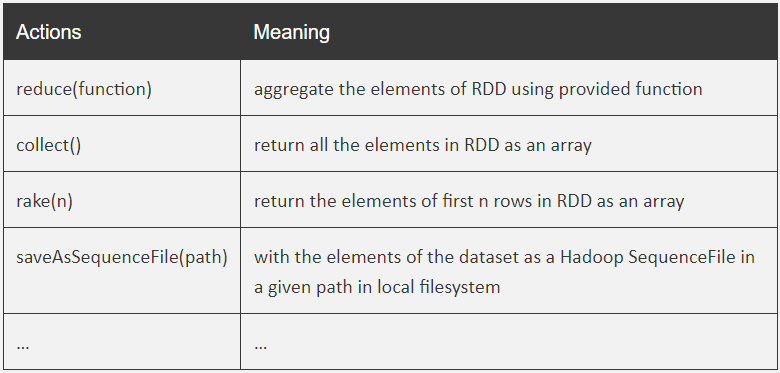 Actions Meaning
reduce(function) aggregate the elements of RDD using provided function
collect() return all the elements in RDD as an array
rake(n) return the elements of first n rows in RDD as an array
saveAsSequenceFile(path) with the elements of the dataset as a Hadoop SequenceFile in
a given path in local filesystem
... ...